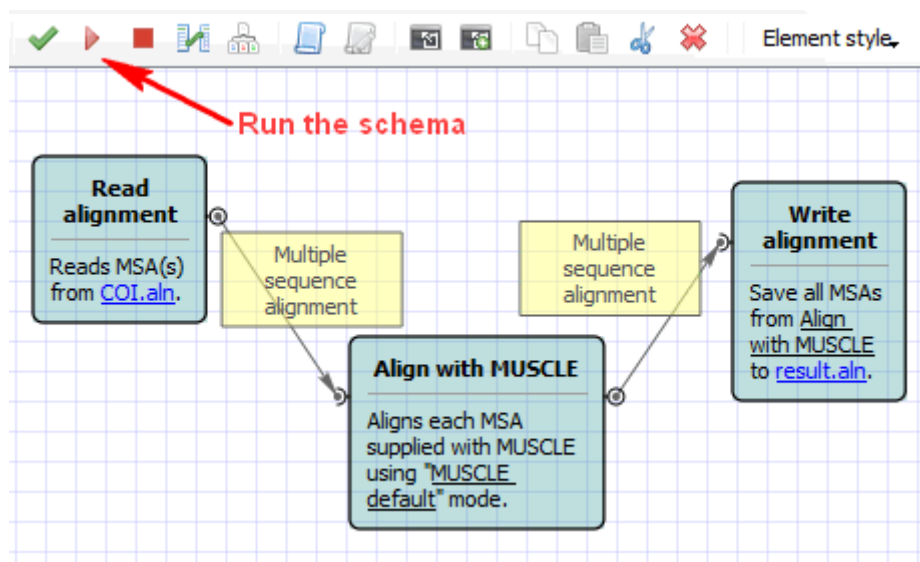 Element style
Run the schema
Read
alignment
Reads MSA(s)
from COI.aln.
Multiple
sequence
alignment
Align with MUSCLE
Aligns each MSA
supplied with MUSCLE
using "MUSCLE
default" mode.
Multiple
sequence
alignment
Write
alignment
Save all MSAs
from Align
with MUSCLE
to result.aln.